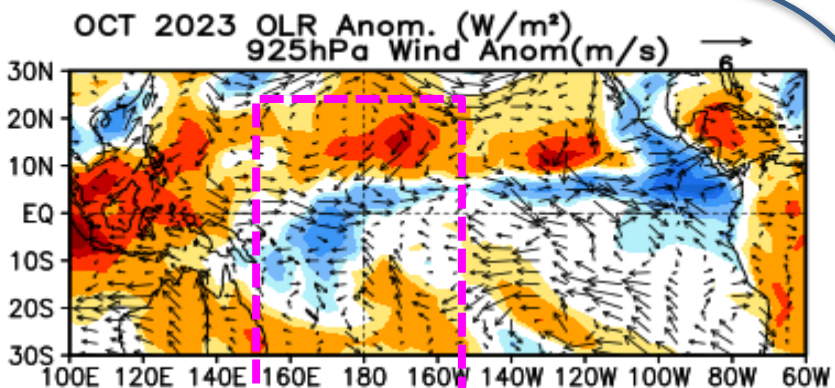 OCT 2023 OLR Anom. (W/m²)
925hPa Wind Anom(m/s)
6
30N
20N
10N
EQ
10S
20S
30S
100E 120E 140E 160E 180 160W 140W 120W 100W 80W 60W